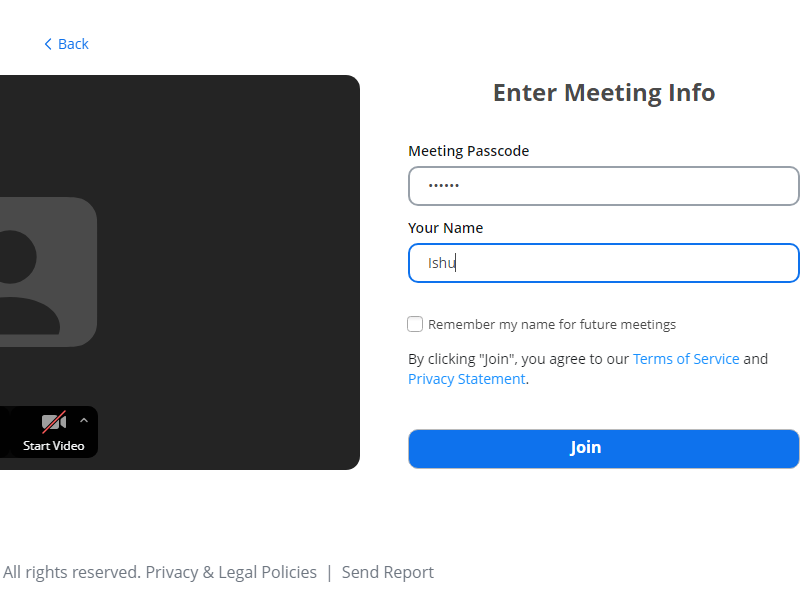 Back
Enter Meeting Info
Meeting Passcode
••••••
Your Name
Ishu
Remember my name for future meetings
By clicking "Join", you agree to our Terms of Service and
Privacy Statement.
Start Video
Join
All rights reserved. Privacy & Legal Policies | Send Report